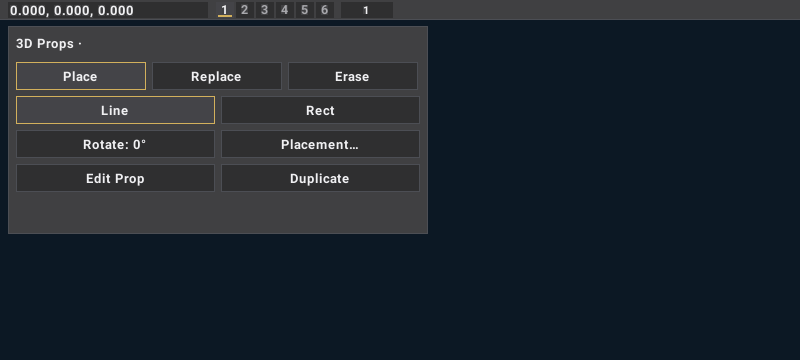 0.000, 0.000, 0.000 1 2 3 4 5 6 1
3D Props ·
Place Replace Erase
Line Rect
Rotate: 0° Placement…
Edit Prop Duplicate